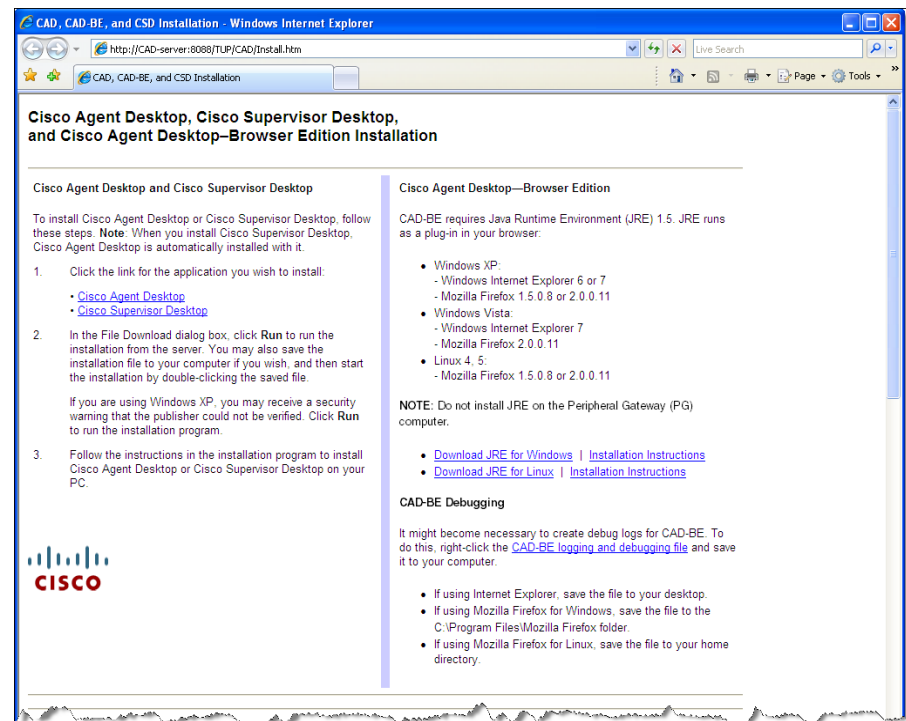 CAD, CAD-BE, and CSD Installation - Windows Internet Explorer
http://CAD-server:8088/TUP/CAD/Install.htm
Live Search
CAD, CAD-BE, and CSD Installation
Page
Tools
Cisco Agent Desktop, Cisco Supervisor Desktop,
and Cisco Agent Desktop–Browser Edition Installation
Cisco Agent Desktop and Cisco Supervisor Desktop
To install Cisco Agent Desktop or Cisco Supervisor Desktop, follow
these steps. Note: When you install Cisco Supervisor Desktop,
Cisco Agent Desktop is automatically installed with it.
1. Click the link for the application you wish to install:
• Cisco Agent Desktop
• Cisco Supervisor Desktop
2. In the File Download dialog box, click Run to run the
installation from the server. You may also save the
installation file to your computer if you wish, and then start
the installation by double-clicking the saved file.
If you are using Windows XP, you may receive a security
warning that the publisher could not be verified. Click Run
to run the installation program.
3. Follow the instructions in the installation program to install
Cisco Agent Desktop or Cisco Supervisor Desktop on your
PC.
CISCO
Cisco Agent Desktop—Browser Edition
CAD-BE requires Java Runtime Environment (JRE) 1.5. JRE runs
as a plug-in in your browser:
• Windows XP:
- Windows Internet Explorer 6 or 7
- Mozilla Firefox 1.5.0.8 or 2.0.0.11
• Windows Vista:
- Windows Internet Explorer 7
- Mozilla Firefox 2.0.0.11
• Linux 4, 5:
- Mozilla Firefox 1.5.0.8 or 2.0.0.11
NOTE: Do not install JRE on the Peripheral Gateway (PG)
computer.
• Download JRE for Windows | Installation Instructions
• Download JRE for Linux | Installation Instructions
CAD-BE Debugging
It might become necessary to create debug logs for CAD-BE. To
do this, right-click the CAD-BE logging and debugging file and save
it to your computer.
• If using Internet Explorer, save the file to your desktop.
• If using Mozilla Firefox for Windows, save the file to the
C:\Program Files\Mozilla Firefox folder.
• If using Mozilla Firefox for Linux, save the file to your home
directory.